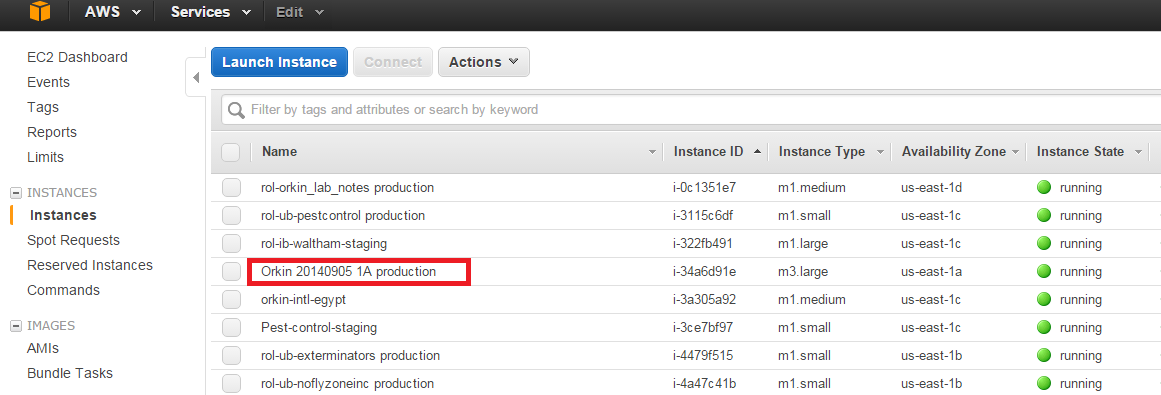 AWS Services Edit
EC2 Dashboard
Events
Tags
Reports
Limits
INSTANCES
Instances
Spot Requests
Reserved Instances
Commands
IMAGES
AMIs
Bundle Tasks
Launch Instance Connect Actions
Filter by tags and attributes or search by keyword
Name Instance ID Instance Type Availability Zone Instance State
rol-orkin_lab_notes production i-0c1351e7 m1.medium us-east-1d running
rol-ub-pestcontrol production i-3115c6df m1.small us-east-1c running
rol-ib-waltham-staging i-322fb491 m1.large us-east-1c running
Orkin 20140905 1A production i-34a6d91e m3.large us-east-1a running
orkin-intl-egypt i-3a305a92 m1.medium us-east-1c running
Pest-control-staging i-3ce7bf97 m1.small us-east-1c running
rol-ub-exterminators production i-4479f515 m1.small us-east-1b running
rol-ub-noflyzoneinc production i-4a47c41b m1.small us-east-1b running